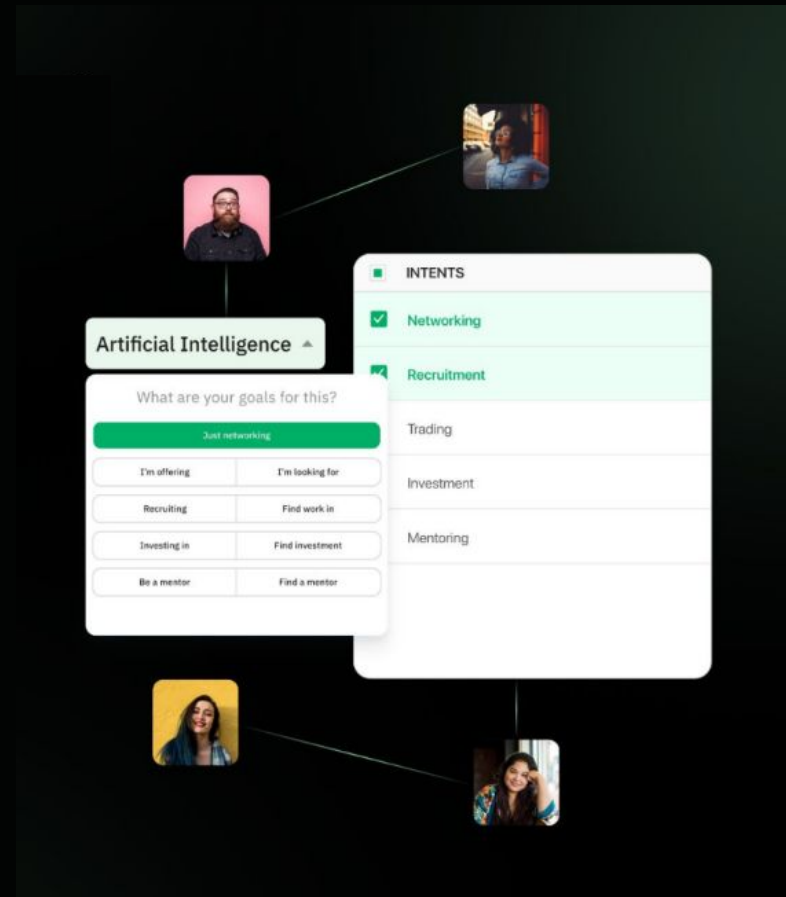 Artificial Intelligence
What are your goals for this?
Just networking
I'm offering
I'm looking for
Recruiting
Find work in
Investing in
Find investment
Be a mentor
Find a mentor
INTENTS
Networking
Recruitment
Trading
Investment
Mentoring